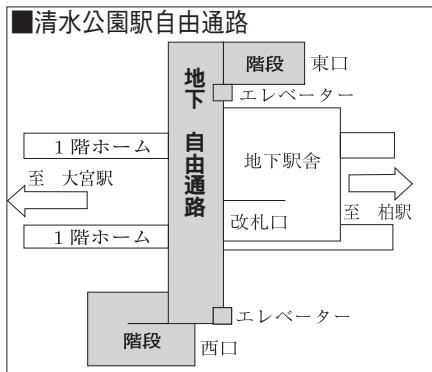 ■清水公園駅自由通路
階段
東口
地下 自由通路
エレベーター
1階ホーム
地下駅舎
至 大宮駅
至 柏駅
改札口
1階ホーム
エレベーター
階段
西口